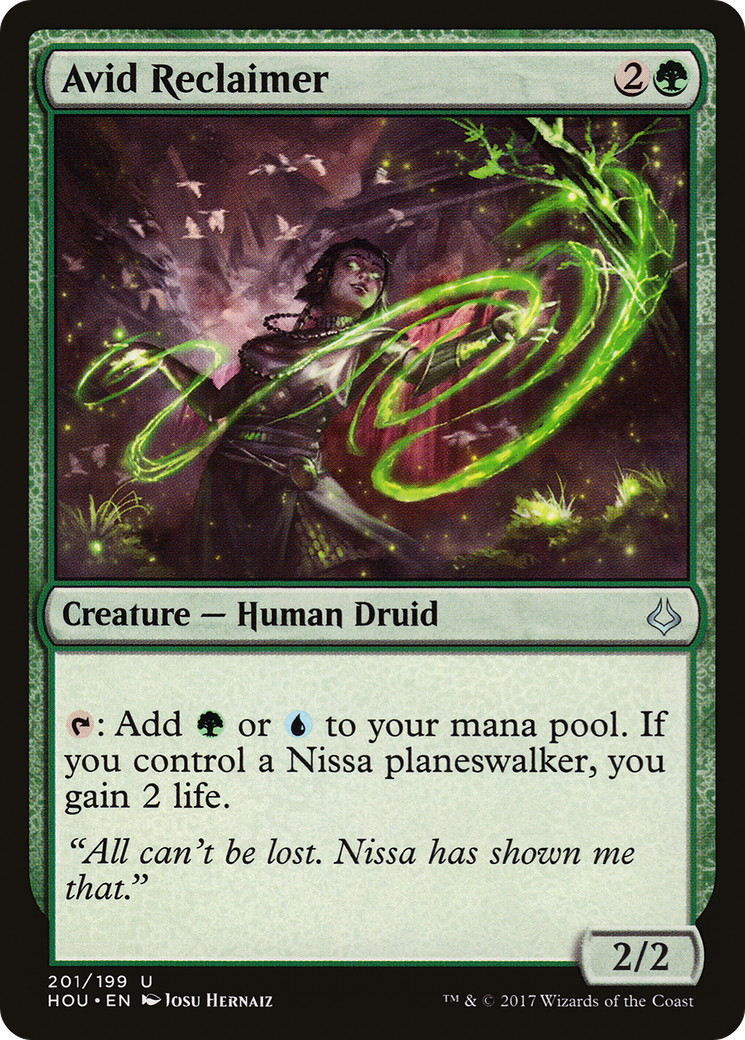 Avid Reclaimer 2
Creature — Human Druid
: Add or to your mana pool. If
you control a Nissa planeswalker, you
gain 2 life.
“All can’t be lost. Nissa has shown me
that.”
2/2
201/199 U
HOU • EN Josu Hernaiz
™ & © 2017 Wizards of the Coast